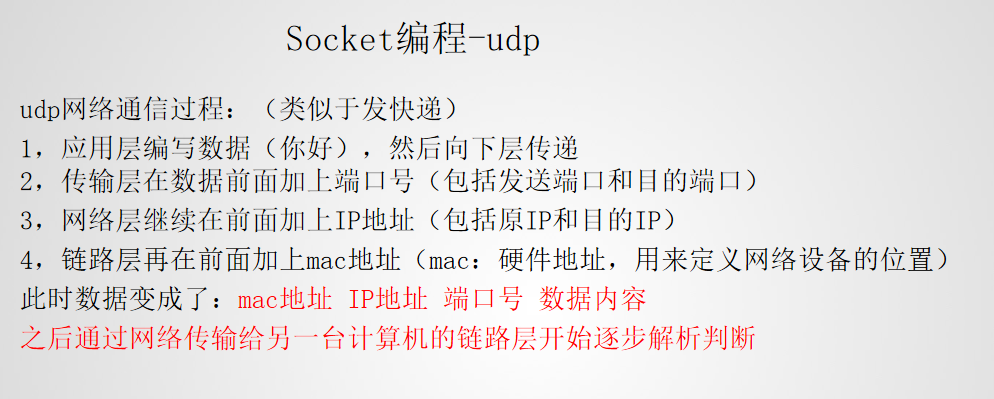 Socket编程-udp
udp网络通信过程：（类似于发快递）
1，应用层编写数据（你好），然后向下层传递
2，传输层在数据前面加上端口号（包括发送端口和目的端口）
3，网络层继续在前面加上IP地址（包括原IP和目的IP）
4，链路层再在前面加上mac地址（mac：硬件地址，用来定义网络设备的位置）
此时数据变成了：mac地址 IP地址 端口号 数据内容
之后通过网络传输给另一台计算机的链路层开始逐步解析判断